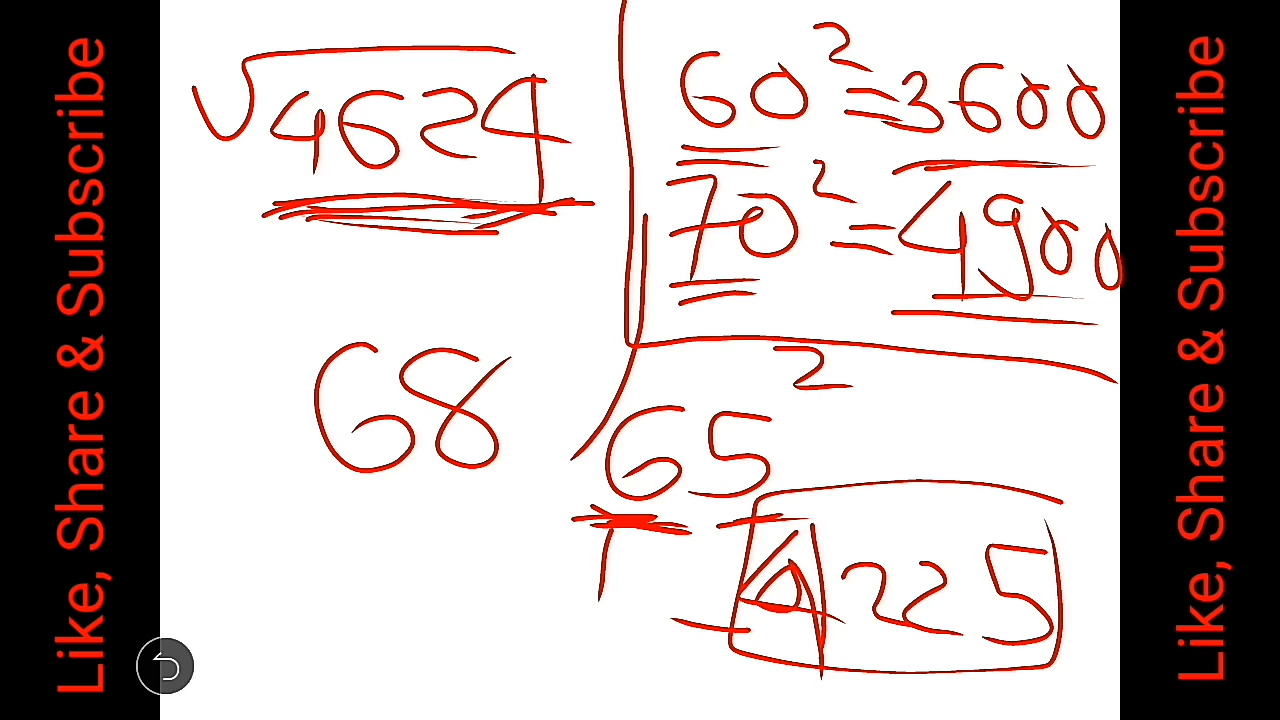 Like, Share & Subscribe
√4624
60² = 3600
70² = 4900
68
65²
= 4225
Like, Share & Subscribe